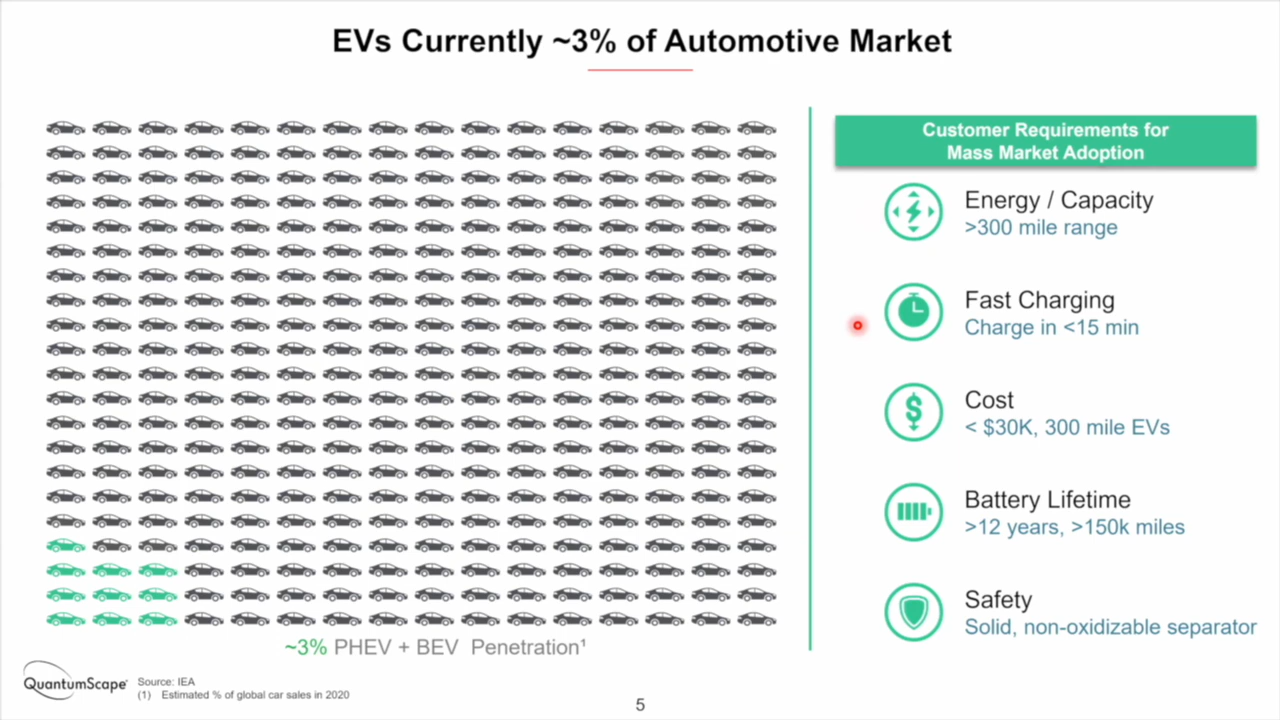 EVs Currently ~3% of Automotive Market
Customer Requirements for
Mass Market Adoption
Energy / Capacity
>300 mile range
Fast Charging
Charge in <15 min
Cost
< $30K, 300 mile EVs
Battery Lifetime
>12 years, >150k miles
Safety
Solid, non-oxidizable separator
~3% PHEV + BEV Penetration¹
QuantumScape
Source: IEA
(1) Estimated % of global car sales in 2020
5